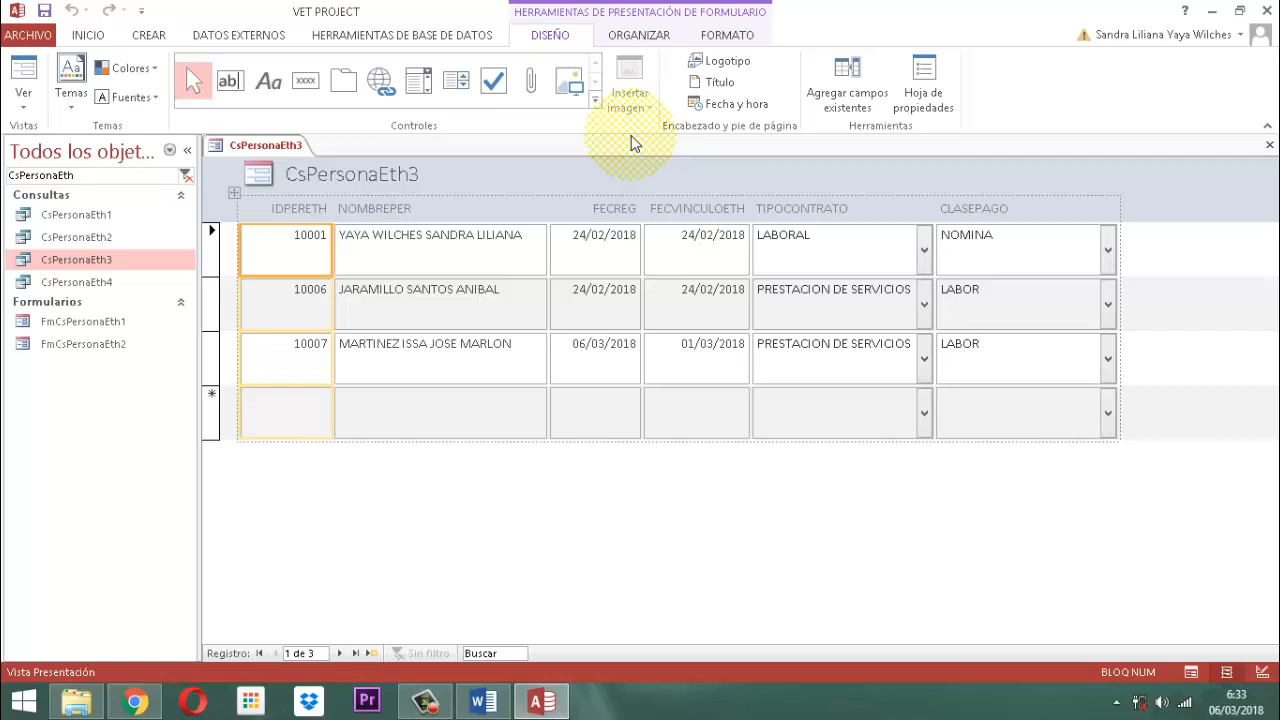 VET PROJECT
HERRAMIENTAS DE PRESENTACIÓN DE FORMULARIO
?
ARCHIVO INICIO CREAR DATOS EXTERNOS HERRAMIENTAS DE BASE DE DATOS DISEÑO ORGANIZAR FORMATO
Sandra Liliana Yaya Wilches
Ver
Vistas
Aa
Temas
Colores
A Fuentes
Temas
ab
Aa
xxxx
Controles
Insertar
imagen
Logotipo
Título
Fecha y hora
Encabezado y pie de página
Agregar campos
existentes
Hoja de
propiedades
Herramientas
Todos los objet...
CsPersonaEth
Consultas
CsPersonaEth1
CsPersonaEth2
CsPersonaEth3
CsPersonaEth4
Formularios
FmCsPersonaEth1
FmCsPersonaEth2
CsPersonaEth3
CsPersonaEth3
IDPERETH NOMBREPER FECREG FECVINCULOETH TIPOCONTRATO CLASEPAGO
10001 YAYA WILCHES SANDRA LILIANA 24/02/2018 24/02/2018 LABORAL NOMINA
10006 JARAMILLO SANTOS ANIBAL 24/02/2018 24/02/2018 PRESTACION DE SERVICIOS LABOR
10007 MARTINEZ ISSA JOSE MARLON 06/03/2018 01/03/2018 PRESTACION DE SERVICIOS LABOR
*
Registro: 1 de 3 Sin filtro Buscar
Vista Presentación
BLOQ NUM
Pr
6:33
06/03/2018